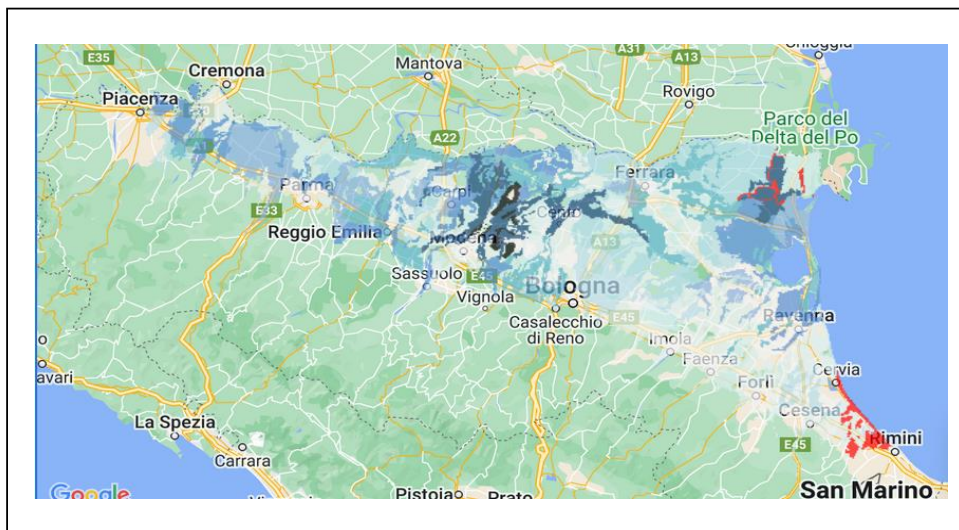 E35
Cremona
Piacenza
Mantova
A31
A13
Chioggia
Rovigo
A22
Parco del
Delta del Po
A1
Parma
Carpi
Ferrara
Cento
E33
Reggio Emilia
Modena
A13
Sassuolo
E45
Vignola
Bologna
Casalecchio
di Reno
E45
Ravenna
Imola
Faenza
Forlì
Cervia
Cesena
E45
Rimini
La Spezia
Carrara
Pistoia
Prato
San Marino
Google